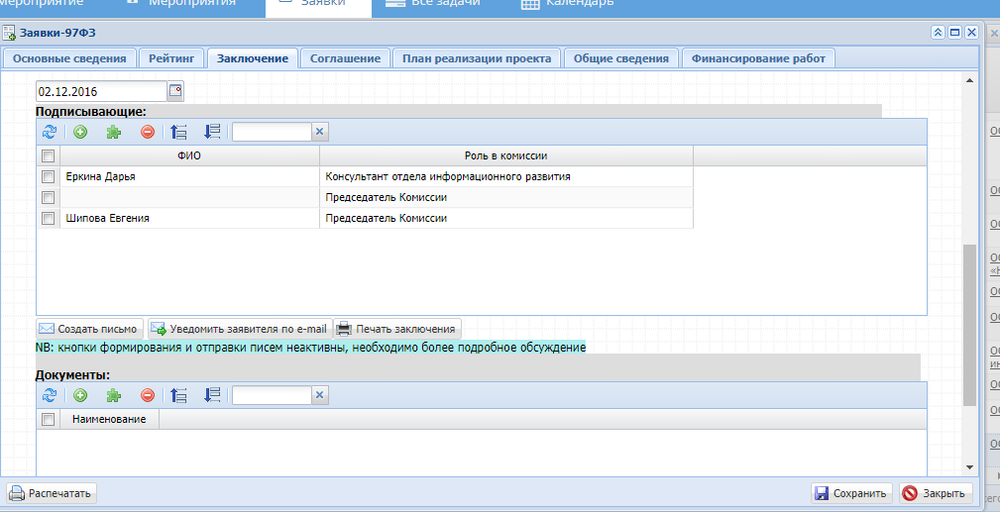 Мероприятие Мероприятия Заявки Все задачи Календарь
Заявки-97ФЗ
Основные сведения Рейтинг Заключение Соглашение План реализации проекта Общие сведения Финансирование работ
02.12.2016
Подписывающие:
ФИО Роль в комиссии
Еркина Дарья Консультант отдела информационного развития
Председатель Комиссии
Шипова Евгения Председатель Комиссии
Создать письмо Уведомить заявителя по e-mail Печать заключения
NB: кнопки формирования и отправки писем неактивны, необходимо более подробное обсуждение
Документы:
Наименование
Распечатать Сохранить Закрыть